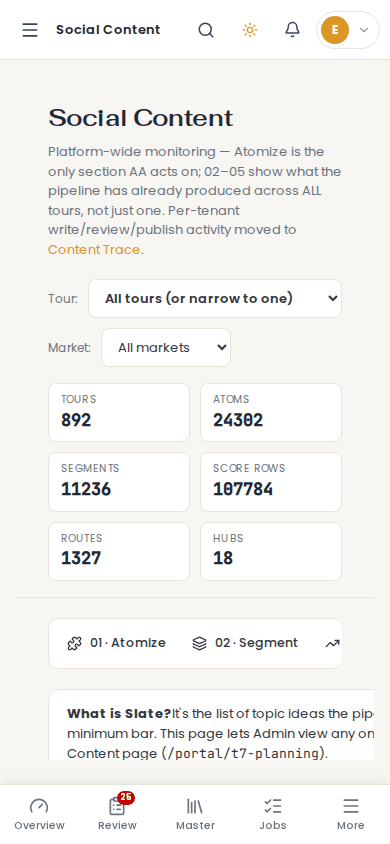 Social Content
E
Social Content
Platform-wide monitoring — Atomize is the
only section AA acts on; 02–05 show what the
pipeline has already produced across ALL
tours, not just one. Per-tenant
write/review/publish activity moved to
Content Trace.
Tour: All tours (or narrow to one)
Market: All markets
TOURS ATOMS
892 24302
SEGMENTS SCORE ROWS
11236 107784
ROUTES HUBS
1327 18
01 · Atomize 02 · Segment
What is Slate?It's the list of topic ideas the
minimum bar. This page lets Admin view any
Content page (/portal/t7-planning).
25
Overview Review Master Jobs More